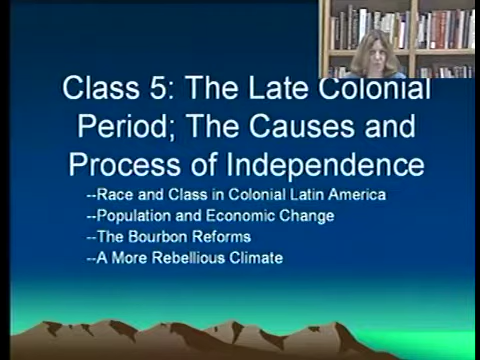 Class 5: The Late Colonial
Period; The Causes and
Process of Independence
--Race and Class in Colonial Latin America
--Population and Economic Change
--The Bourbon Reforms
--A More Rebellious Climate